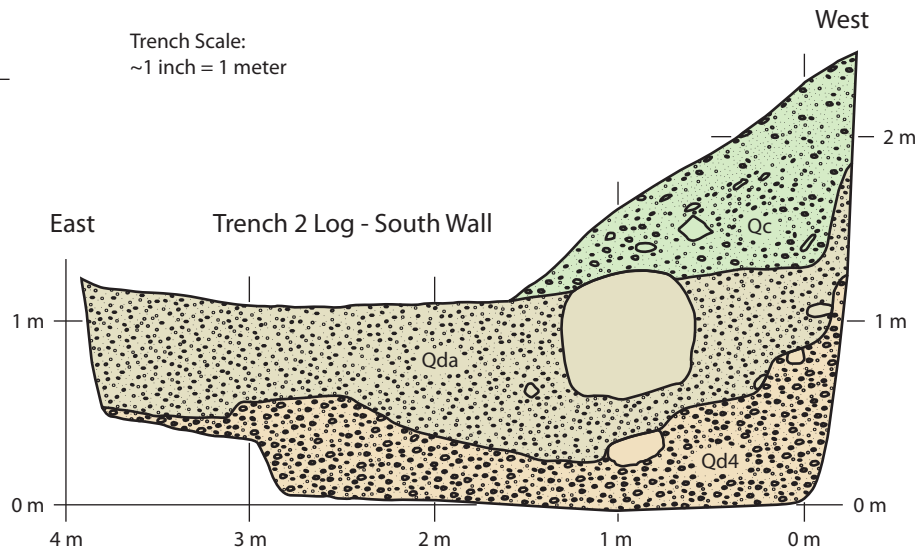 West
Trench Scale:
~1 inch = 1 meter
2 m
East
Trench 2 Log - South Wall
Qc
1 m
1 m
Qda
Qd4
0 m
0 m
4 m
3 m
2 m
1 m
0 m